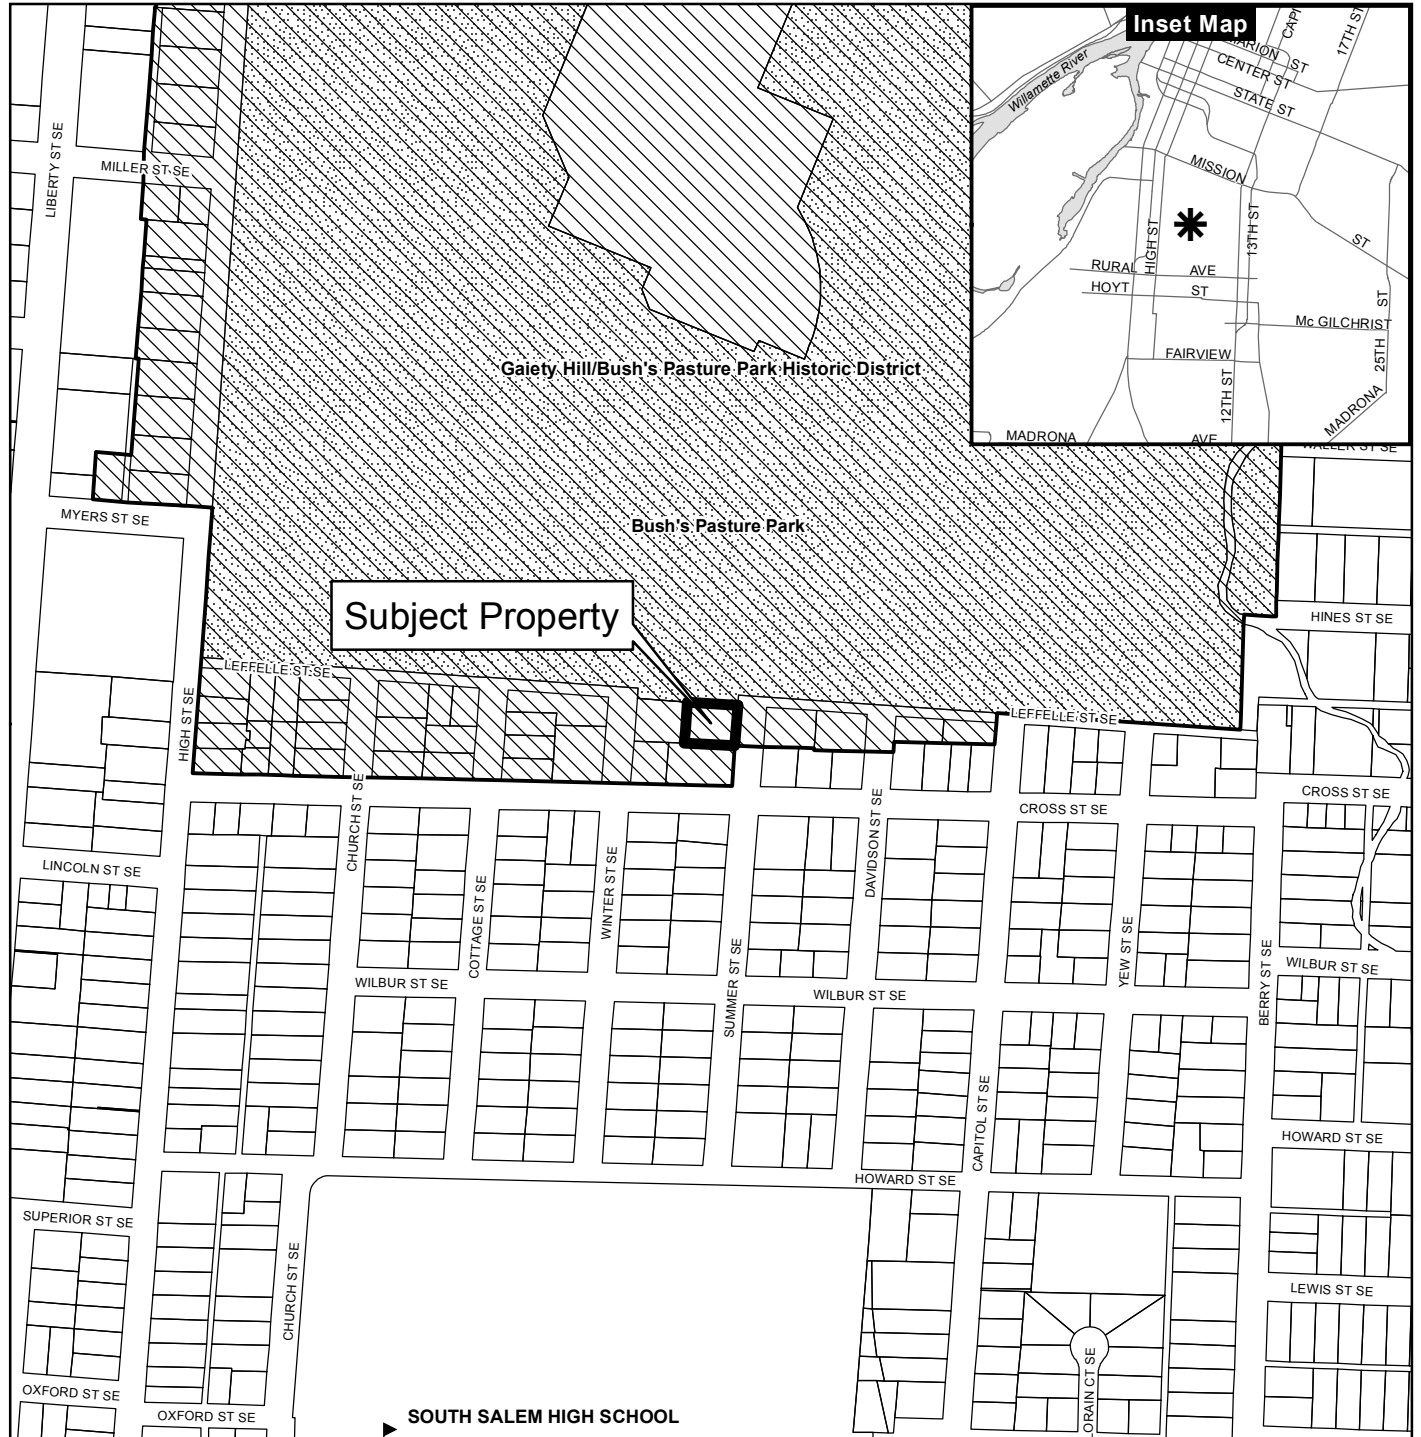 Inset Map
CAPI
17TH ST
MARION ST
CENTER ST
STATE ST
Willamette River
MISSION
ST
13TH ST
HIGH ST
RURAL AVE
HOYT ST
Mc GILCHRIST
ST
25TH
FAIRVIEW
12TH ST
MADRONA
MADRONA AVE
WALLER ST SE
LIBERTY ST SE
MILLER ST SE
Gaiety Hill/Bush's Pasture Park Historic District
MYERS ST SE
Bush's Pasture Park
Subject Property
HINES ST SE
LEFFELLE ST SE
HIGH ST SE
LEFFELLE ST SE
CROSS ST SE
CROSS ST SE
CHURCH ST SE
DAVIDSON ST SE
LINCOLN ST SE
COTTAGE ST SE
WINTER ST SE
SUMMER ST SE
YEW ST SE
BERRY ST SE
WILBUR ST SE
WILBUR ST SE
WILBUR ST SE
CAPITOL ST SE
HOWARD ST SE
HOWARD ST SE
SUPERIOR ST SE
CHURCH ST SE
LEWIS ST SE
LORAIN CT SE
OXFORD ST SE
OXFORD ST SE
SOUTH SALEM HIGH SCHOOL